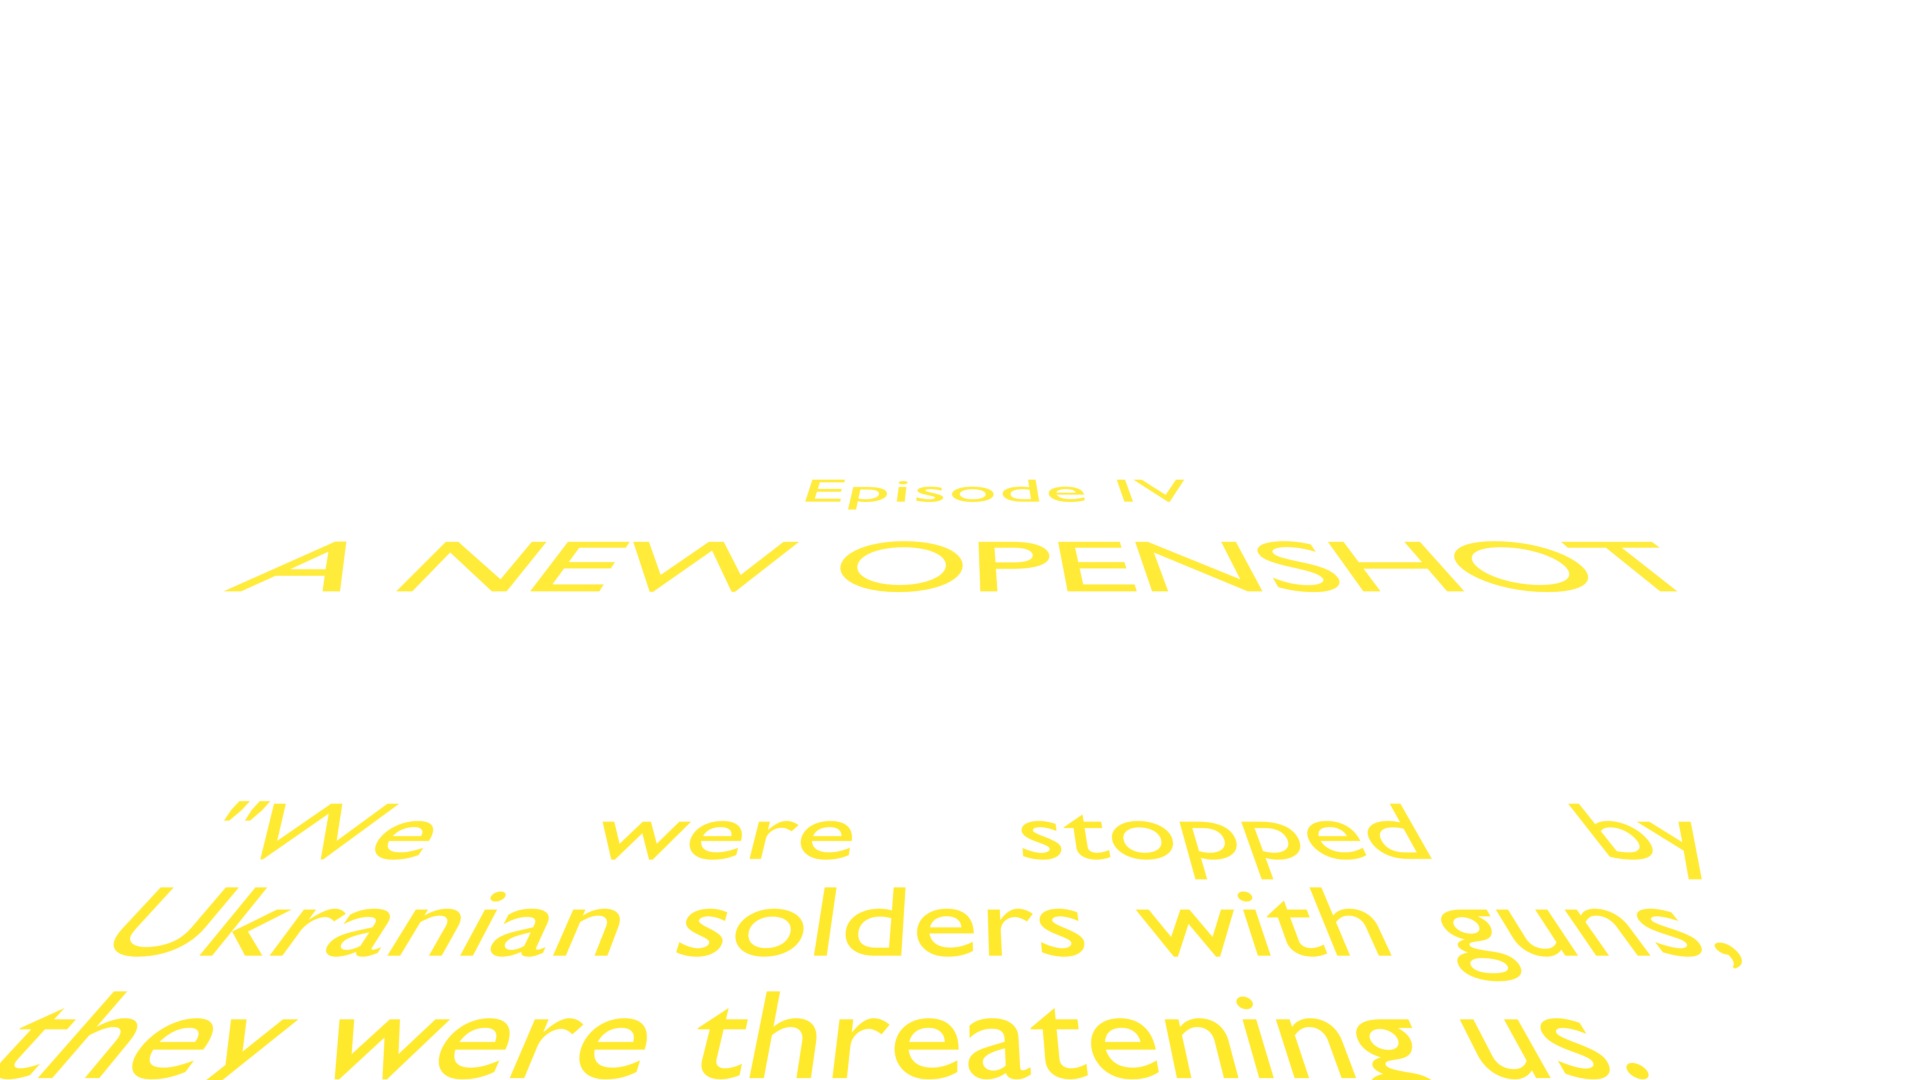 Episode IV
A NEW OPENSHOT
"We were stopped by
Ukranian solders with guns,
they were threatening us.